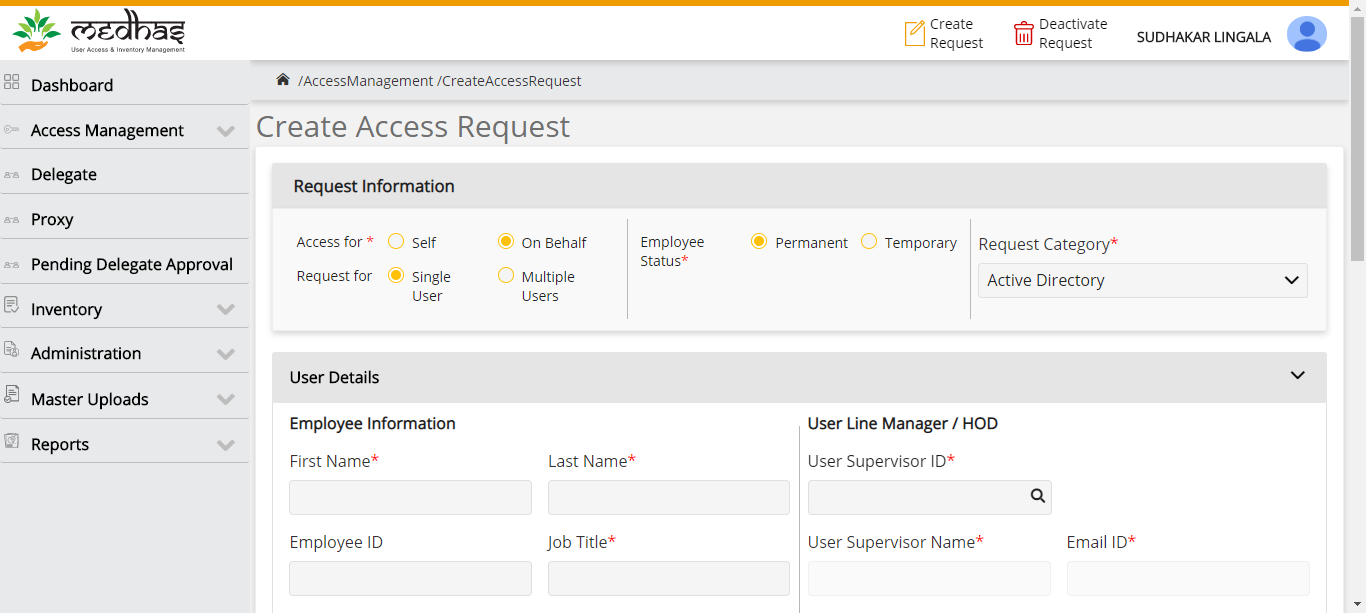 medhas
User Access & Inventory Management
Create
Request
Deactivate
Request
SUDHAKAR LINGALA
Dashboard
Access Management
Delegate
Proxy
Pending Delegate Approval
Inventory
Administration
Master Uploads
Reports
/AccessManagement /CreateAccessRequest
Create Access Request
Request Information
Access for * Self On Behalf
Request for Single
User
Multiple
Users
Employee
Status*
Permanent Temporary
Request Category*
Active Directory
User Details
Employee Information
First Name* Last Name*
Employee ID Job Title*
User Line Manager / HOD
User Supervisor ID*
User Supervisor Name* Email ID*